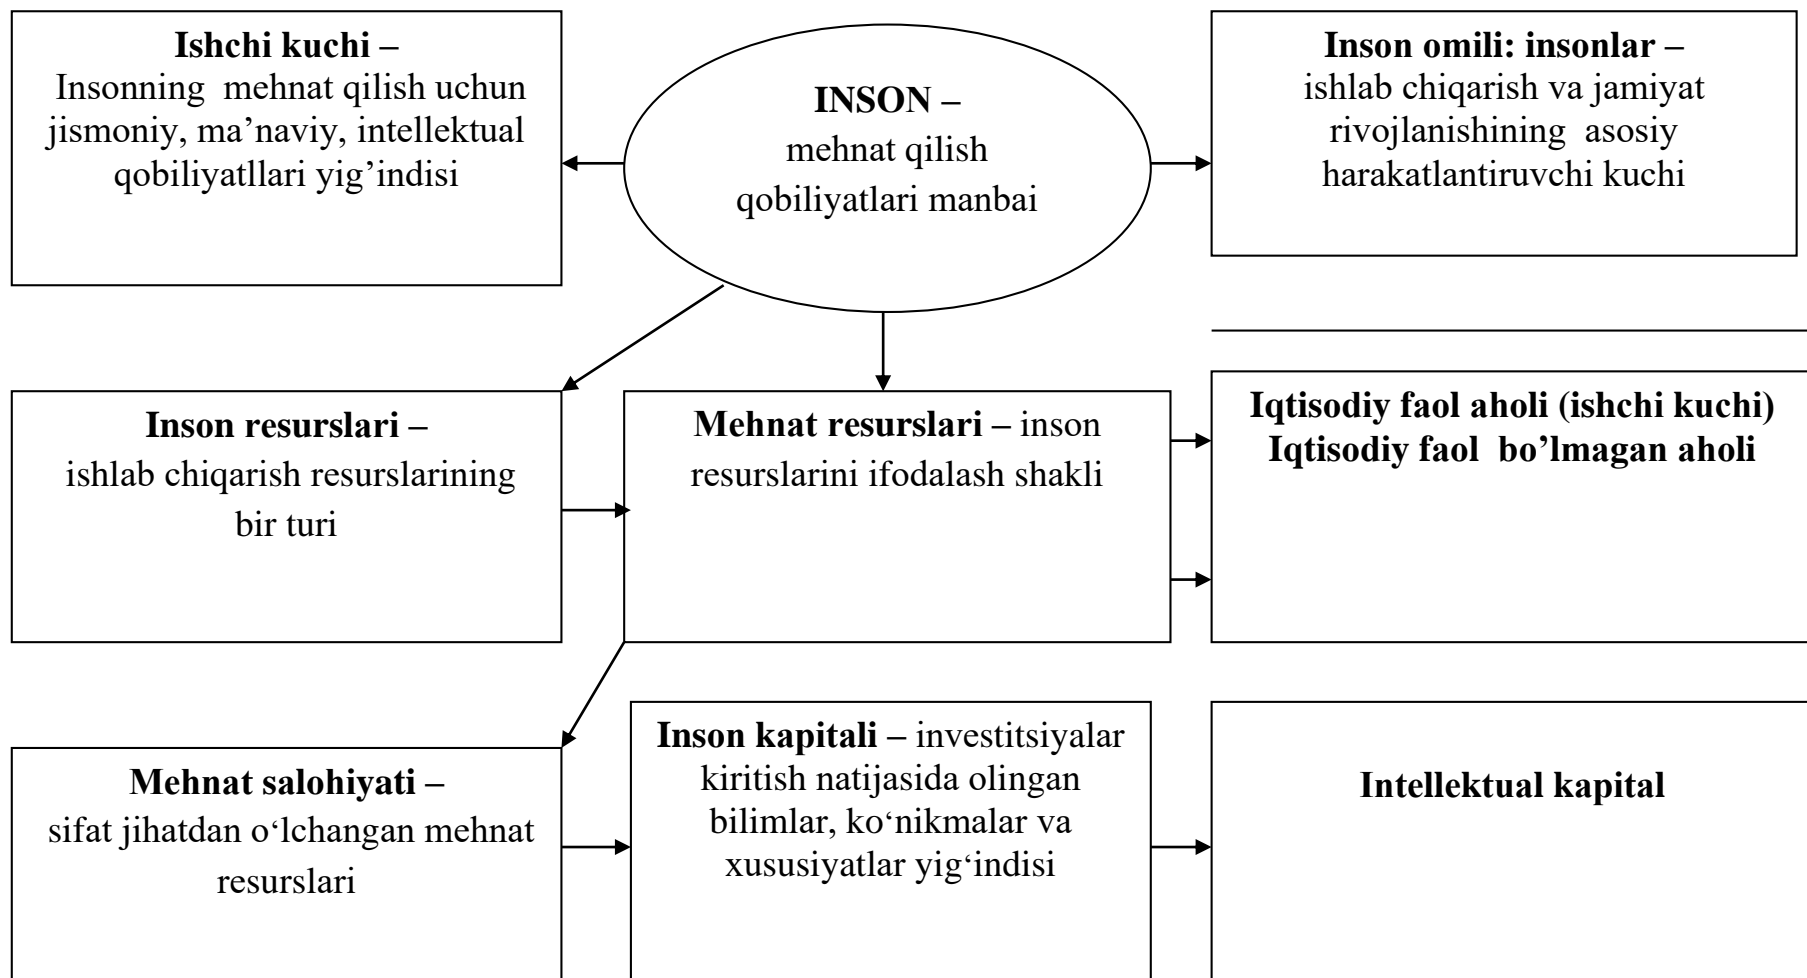 Ishchi kuchi –
Insonning mehnat qilish uchun
jismoniy, ma’naviy, intellektual
qobiliyatllari yig’indisi
INSON –
mehnat qilish
qobiliyatlari manbai
Inson omili: insonlar –
ishlab chiqarish va jamiyat
rivojlanishining asosiy
harakatlantiruvchi kuchi
Inson resurslari –
ishlab chiqarish resurslarining
bir turi
Mehnat resurslari – inson
resurslarini ifodalash shakli
Iqtisodiy faol aholi (ishchi kuchi)
Iqtisodiy faol bo’lmagan aholi
Mehnat salohiyati –
sifat jihatdan o‘lchangan mehnat
resurslari
Inson kapitali – investitsiyalar
kiritish natijasida olingan
bilimlar, ko‘nikmalar va
xususiyatlar yig‘indisi
Intellektual kapital